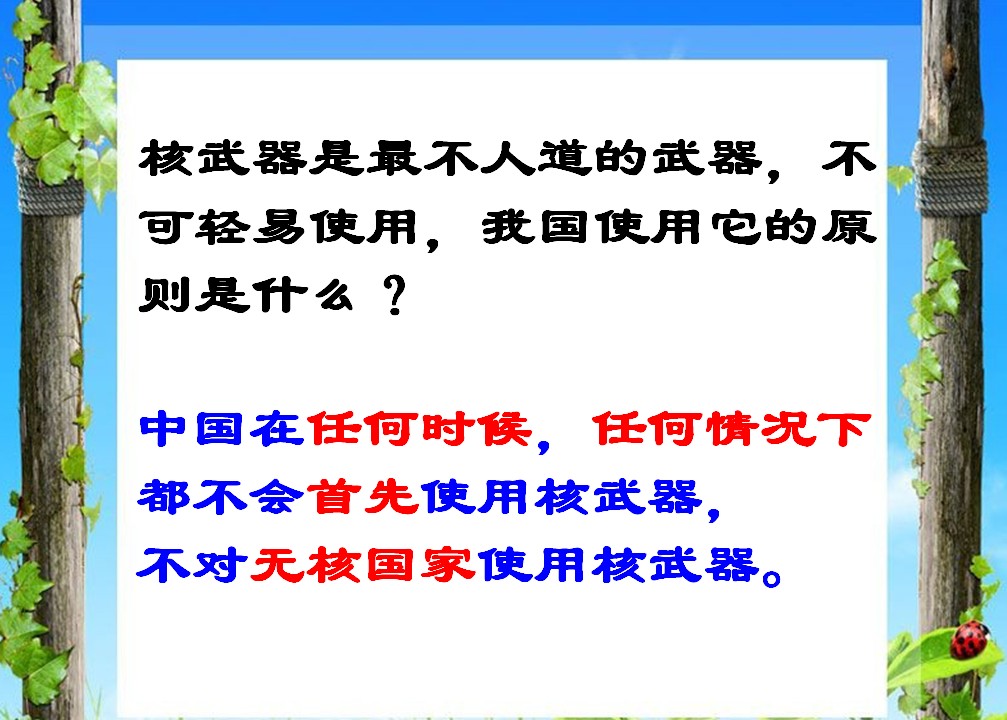 核武器是最不人道的武器，不
可轻易使用，我国使用它的原
则是什么 ？
中国在任何时候，任何情况下
都不会首先使用核武器，
不对无核国家使用核武器。